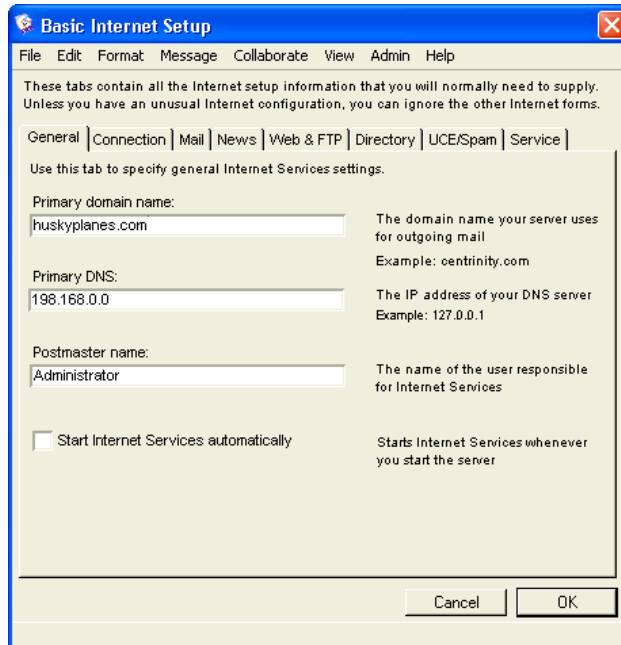 Basic Internet Setup
File Edit Format Message Collaborate View Admin Help
These tabs contain all the Internet setup information that you will normally need to supply.
Unless you have an unusual Internet configuration, you can ignore the other Internet forms.
General Connection Mail News Web & FTP Directory UCE/Spam Service
Use this tab to specify general Internet Services settings.
Primary domain name:
huskyplanes.com
The domain name your server uses
for outgoing mail
Example: centrinity.com
Primary DNS:
198.168.0.0
The IP address of your DNS server
Example: 127.0.0.1
Postmaster name:
Administrator
The name of the user responsible
for Internet Services
Start Internet Services automatically
Starts Internet Services whenever
you start the server
Cancel OK